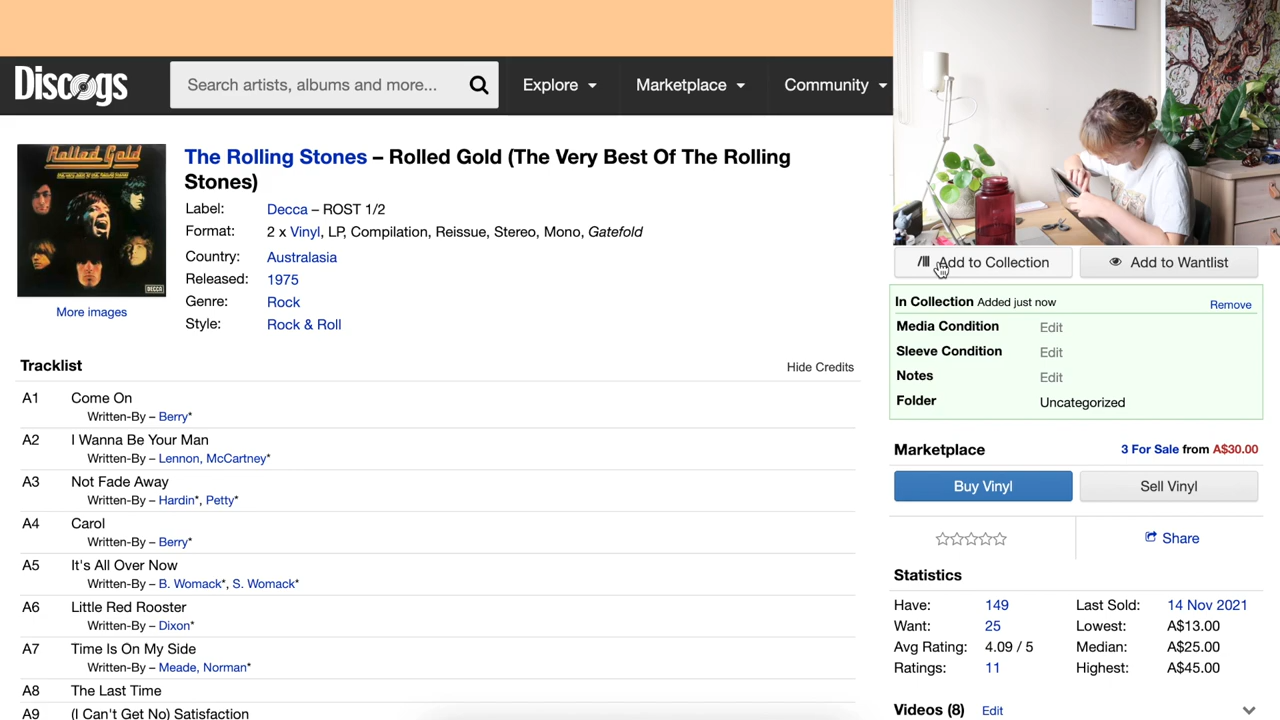 Discogs
Search artists, albums and more...
Explore
Marketplace
Community
Rolled Gold
The Rolling Stones – Rolled Gold (The Very Best Of The Rolling
Stones)
Label: Decca – ROST 1/2
Format: 2 x Vinyl, LP, Compilation, Reissue, Stereo, Mono, Gatefold
Country: Australasia
Released: 1975
Genre: Rock
Style: Rock & Roll
DECCA
More images
Add to Collection
Add to Wantlist
In Collection Added just now
Remove
Media Condition Edit
Sleeve Condition Edit
Notes Edit
Folder Uncategorized
Tracklist
Hide Credits
A1 Come On
Written-By – Berry*
A2 I Wanna Be Your Man
Written-By – Lennon, McCartney*
A3 Not Fade Away
Written-By – Hardin*, Petty*
A4 Carol
Written-By – Berry*
A5 It's All Over Now
Written-By – B. Womack*, S. Womack*
A6 Little Red Rooster
Written-By – Dixon*
A7 Time Is On My Side
Written-By – Meade, Norman*
A8 The Last Time
A9 (I Can't Get No) Satisfaction
Marketplace
3 For Sale from A$30.00
Buy Vinyl
Sell Vinyl
Share
Statistics
Have: 149
Last Sold: 14 Nov 2021
Want: 25
Lowest: A$13.00
Avg Rating: 4.09 / 5
Median: A$25.00
Ratings: 11
Highest: A$45.00
Videos (8) Edit